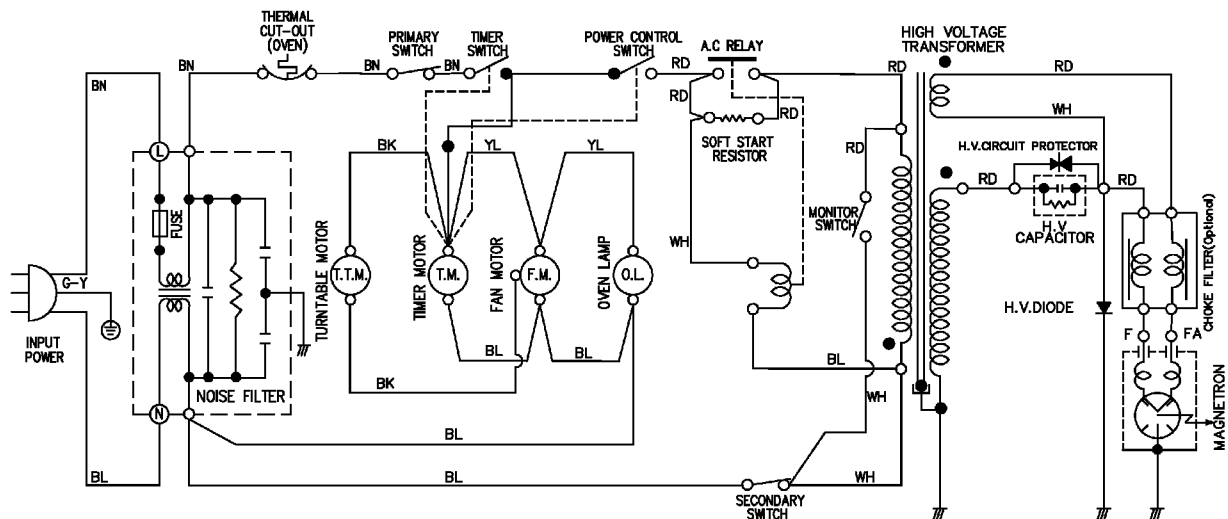 THERMAL
CUT-OUT
(OVEN)
PRIMARY
SWITCH
TIMER
SWITCH
POWER CONTROL
SWITCH
A.C RELAY
HIGH VOLTAGE
TRANSFORMER
BN
BN
BN
BN
RD
RD
RD
RD
RD
SOFT START
RESISTOR
WH
H.V.CIRCUIT PROTECTOR
RD
RD
H.V
CAPACITOR
L
FUSE
BK
YL
YL
RD
MONITOR
SWITCH
WH
G-Y
INPUT
POWER
TURNTABLE MOTOR
T.T.M.
TIMER MOTOR
T.M.
FAN MOTOR
F.M.
OVEN LAMP
O.L.
H.V.DIODE
CHOKE FILTER(Optional)
F
FA
BL
BL
BL
BK
WH
NOISE FILTER
N
BL
MAGNETRON
BL
BL
SECONDARY
SWITCH
WH